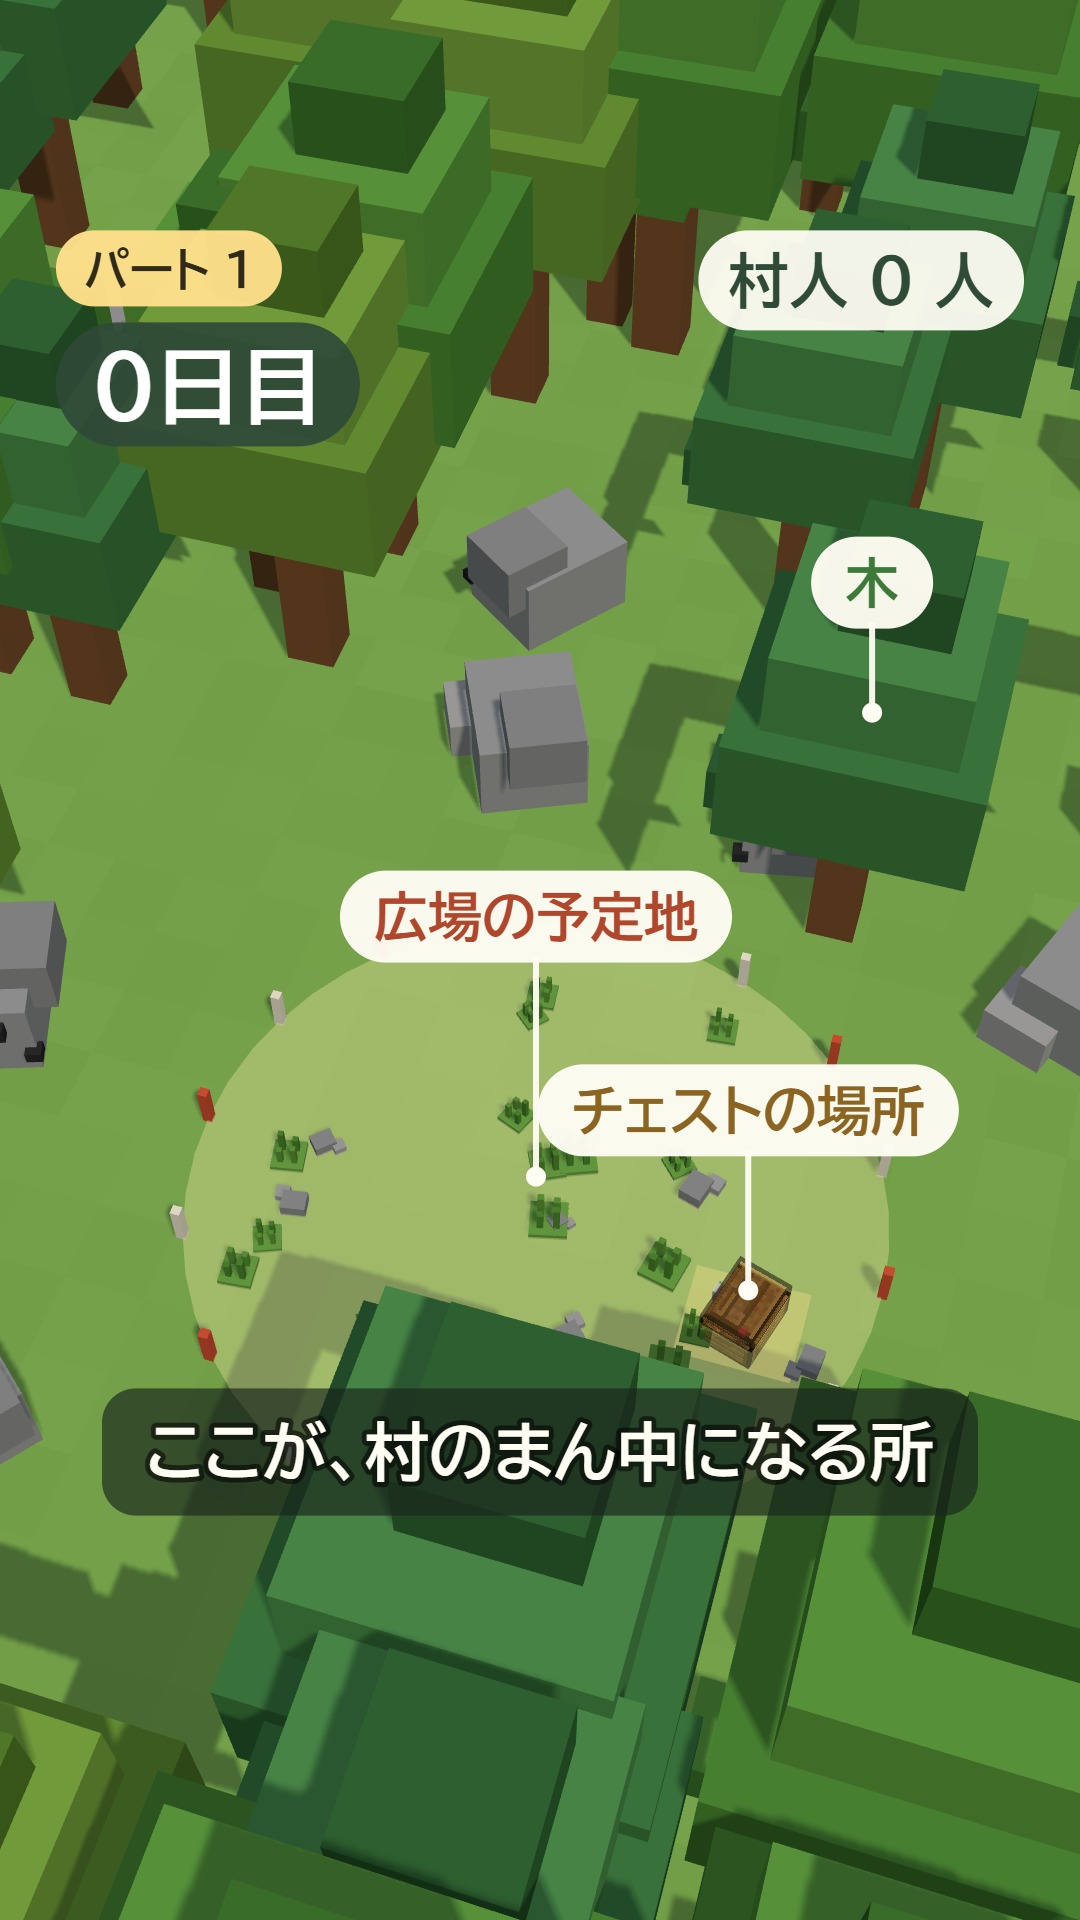 パート 1
0日目
村人 0 人
木
広場の予定地
チェストの場所
ここが、村のまん中になる所